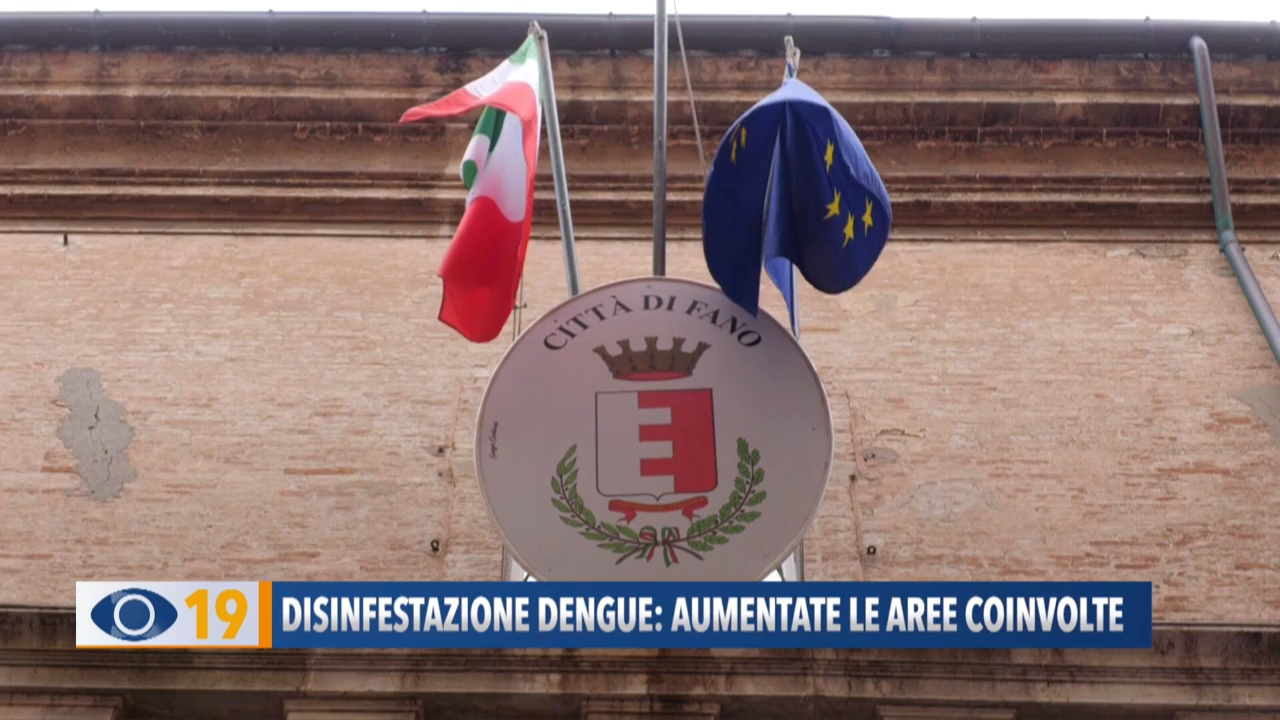 CITTÀ DI FANO
19
DISINFESTAZIONE DENGUE: AUMENTATE LE AREE COINVOLTE